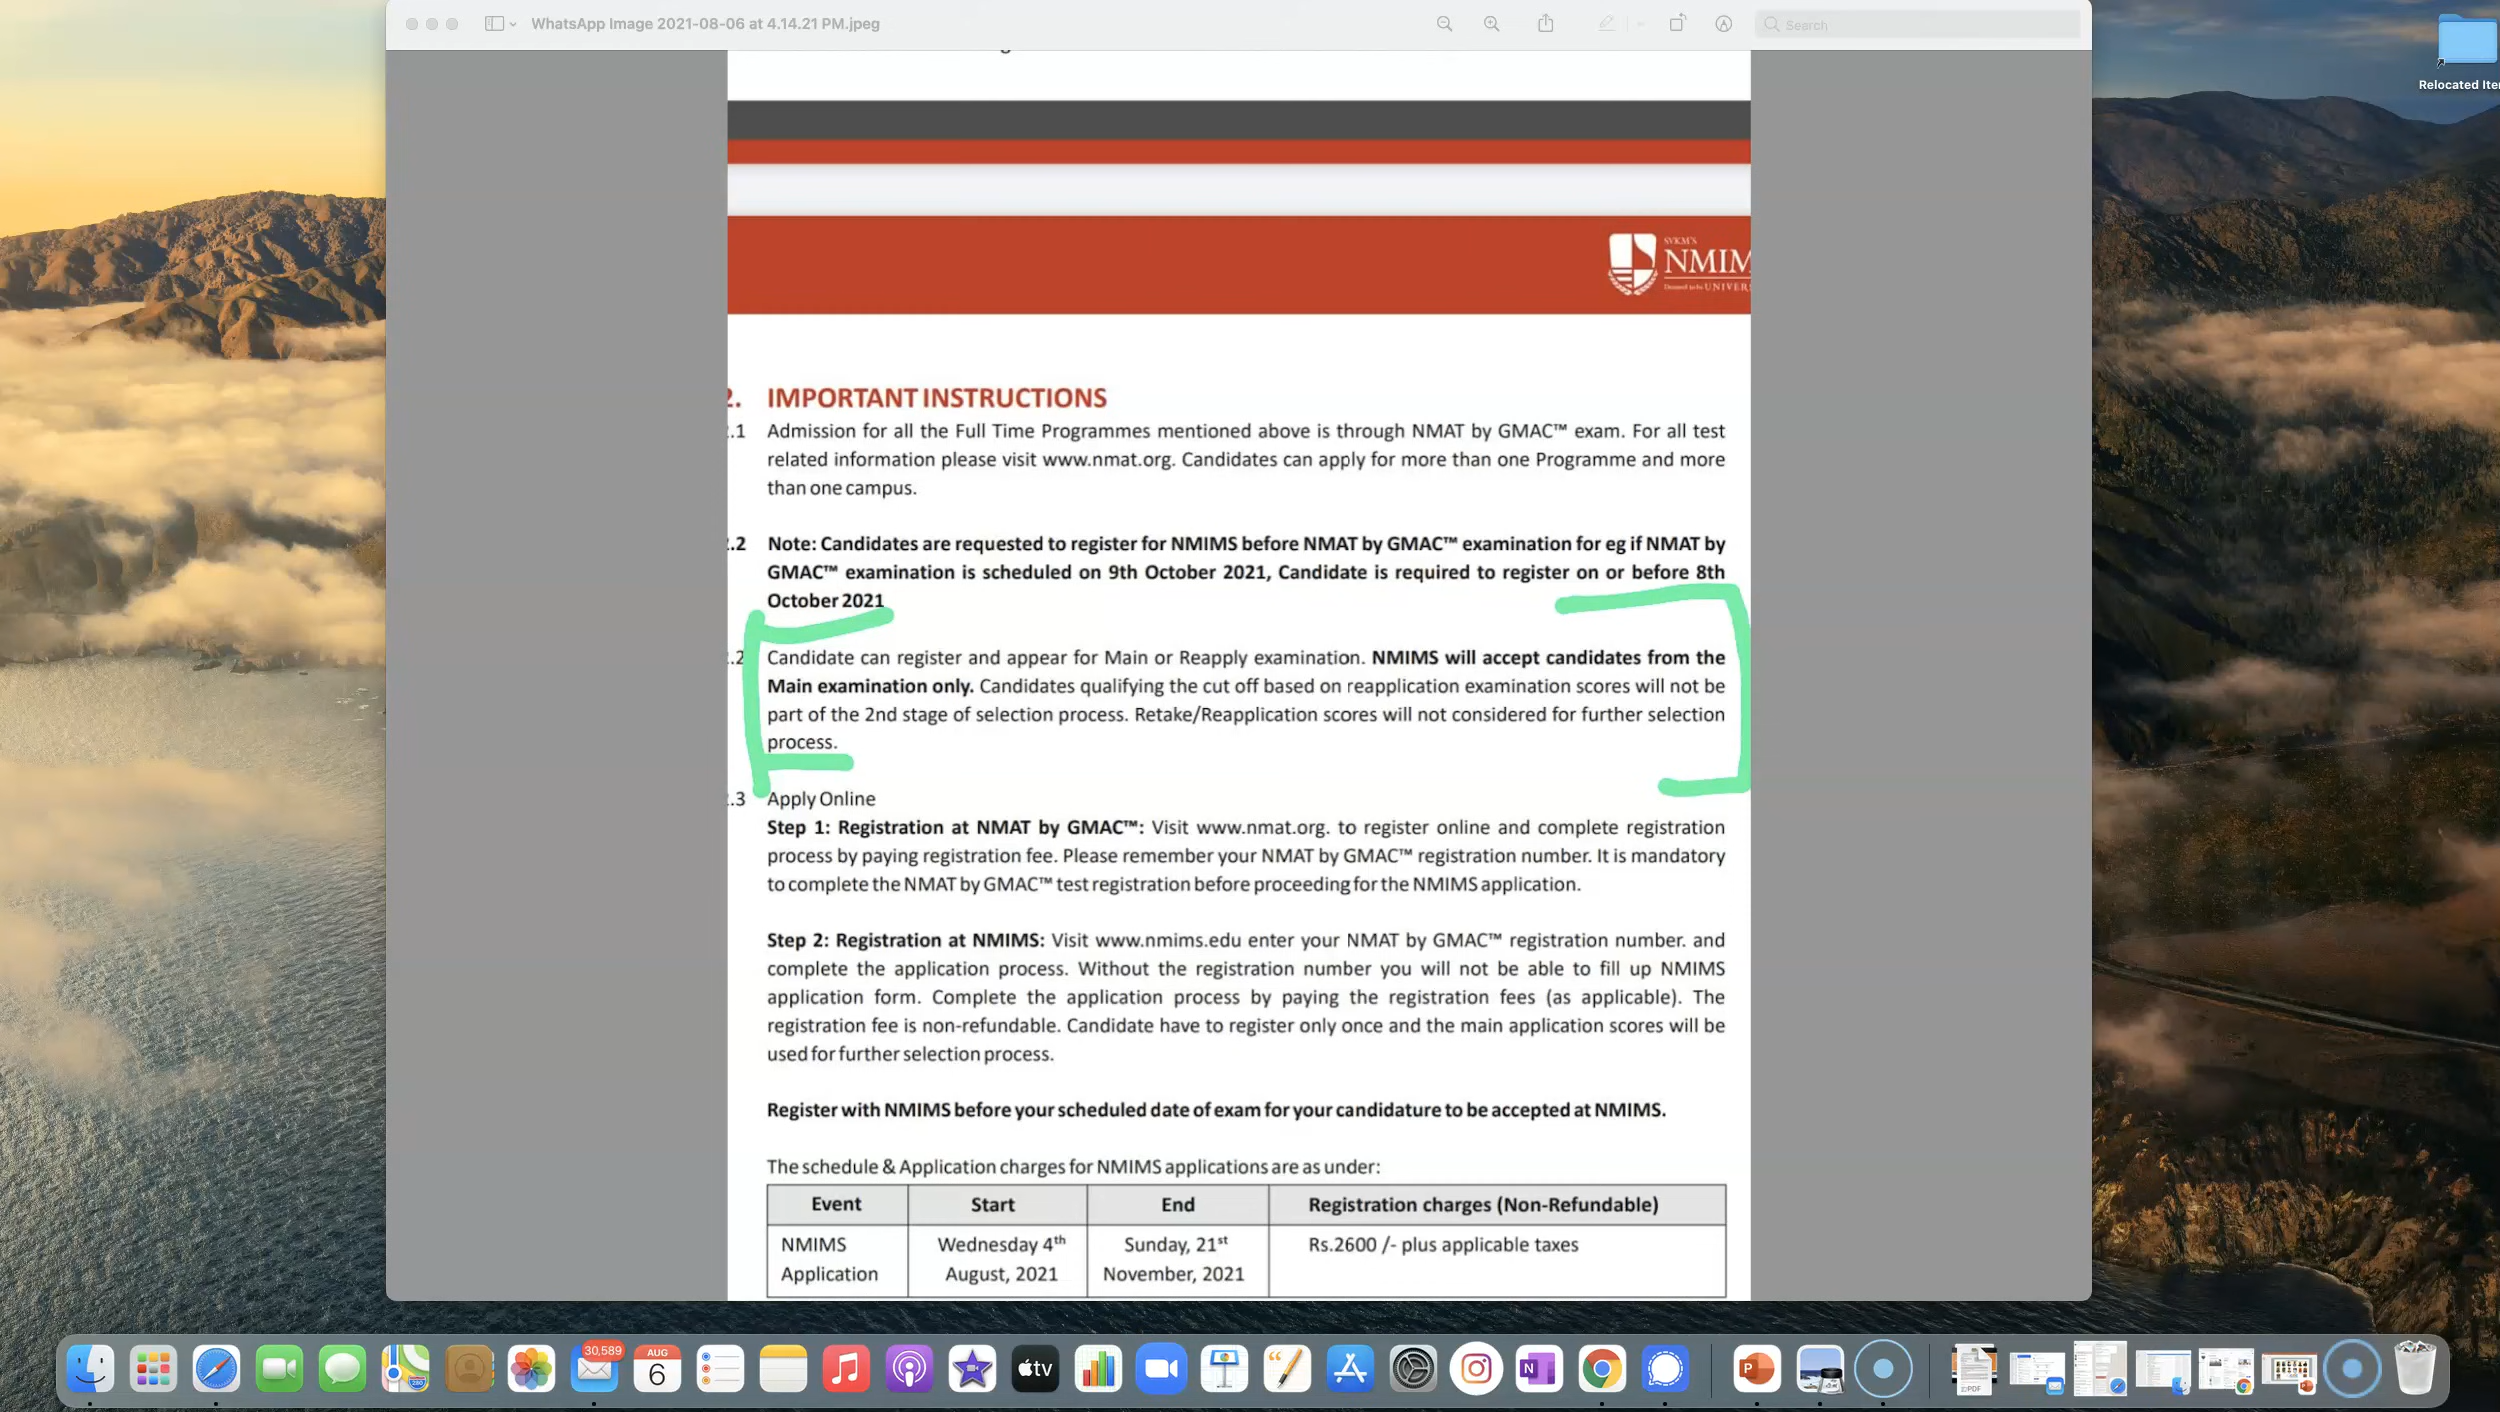 WhatsApp Image 2021-08-06 at 4.14.21 PM.jpeg
Search
Relocated Ite
SVKM'S
NMIM
Deemed to be UNIVER
2. IMPORTANT INSTRUCTIONS
.1 Admission for all the Full Time Programmes mentioned above is through NMAT by GMAC™ exam. For all test
related information please visit www.nmat.org. Candidates can apply for more than one Programme and more
than one campus.
.2 Note: Candidates are requested to register for NMIMS before NMAT by GMAC™ examination for eg if NMAT by
GMAC™ examination is scheduled on 9th October 2021, Candidate is required to register on or before 8th
October 2021
.2 Candidate can register and appear for Main or Reapply examination. NMIMS will accept candidates from the
Main examination only. Candidates qualifying the cut off based on reapplication examination scores will not be
part of the 2nd stage of selection process. Retake/Reapplication scores will not considered for further selection
process.
.3 Apply Online
Step 1: Registration at NMAT by GMAC™: Visit www.nmat.org. to register online and complete registration
process by paying registration fee. Please remember your NMAT by GMAC™ registration number. It is mandatory
to complete the NMAT by GMAC™ test registration before proceeding for the NMIMS application.
Step 2: Registration at NMIMS: Visit www.nmims.edu enter your NMAT by GMAC™ registration number. and
complete the application process. Without the registration number you will not be able to fill up NMIMS
application form. Complete the application process by paying the registration fees (as applicable). The
registration fee is non-refundable. Candidate have to register only once and the main application scores will be
used for further selection process.
Register with NMIMS before your scheduled date of exam for your candidature to be accepted at NMIMS.
The schedule & Application charges for NMIMS applications are as under:
Event Start End Registration charges (Non-Refundable)
NMIMS Wednesday 4th Sunday, 21st Rs.2600 /- plus applicable taxes
Application August, 2021 November, 2021
30,589
AUG
6
tv
N
P